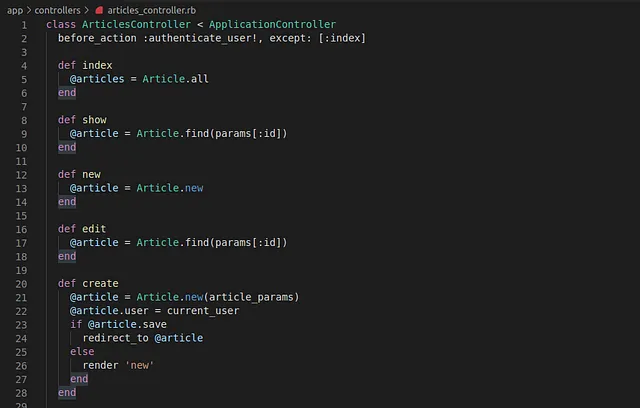 app > controllers > articles_controller.rb
1 class ArticlesController < ApplicationController
2   before_action :authenticate_user!, except: [:index]
3
4   def index
5     @articles = Article.all
6   end
7
8   def show
9     @article = Article.find(params[:id])
10   end
11
12   def new
13     @article = Article.new
14   end
15
16   def edit
17     @article = Article.find(params[:id])
18   end
19
20   def create
21     @article = Article.new(article_params)
22     @article.user = current_user
23     if @article.save
24       redirect_to @article
25     else
26       render 'new'
27     end
28   end
29